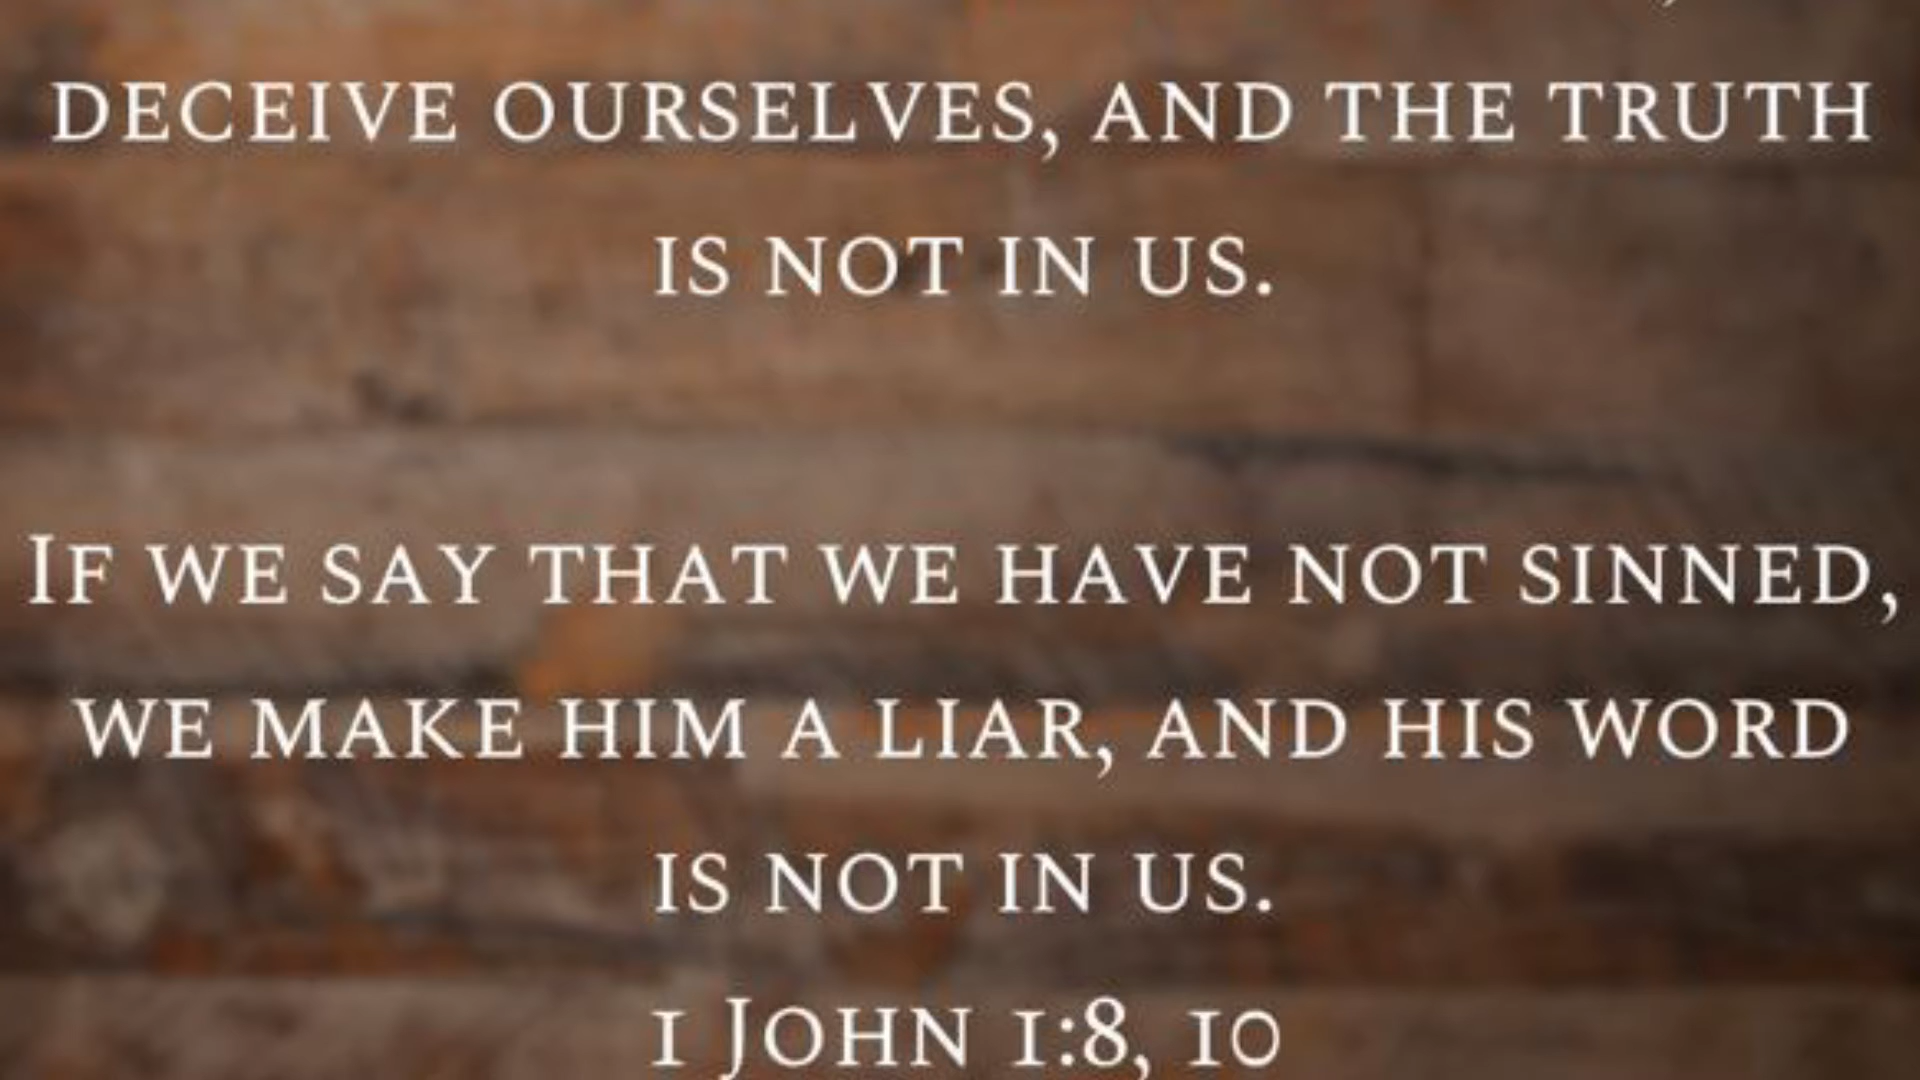 DECEIVE OURSELVES, AND THE TRUTH
IS NOT IN US.
IF WE SAY THAT WE HAVE NOT SINNED,
WE MAKE HIM A LIAR, AND HIS WORD
IS NOT IN US.
1 JOHN 1:8, 10